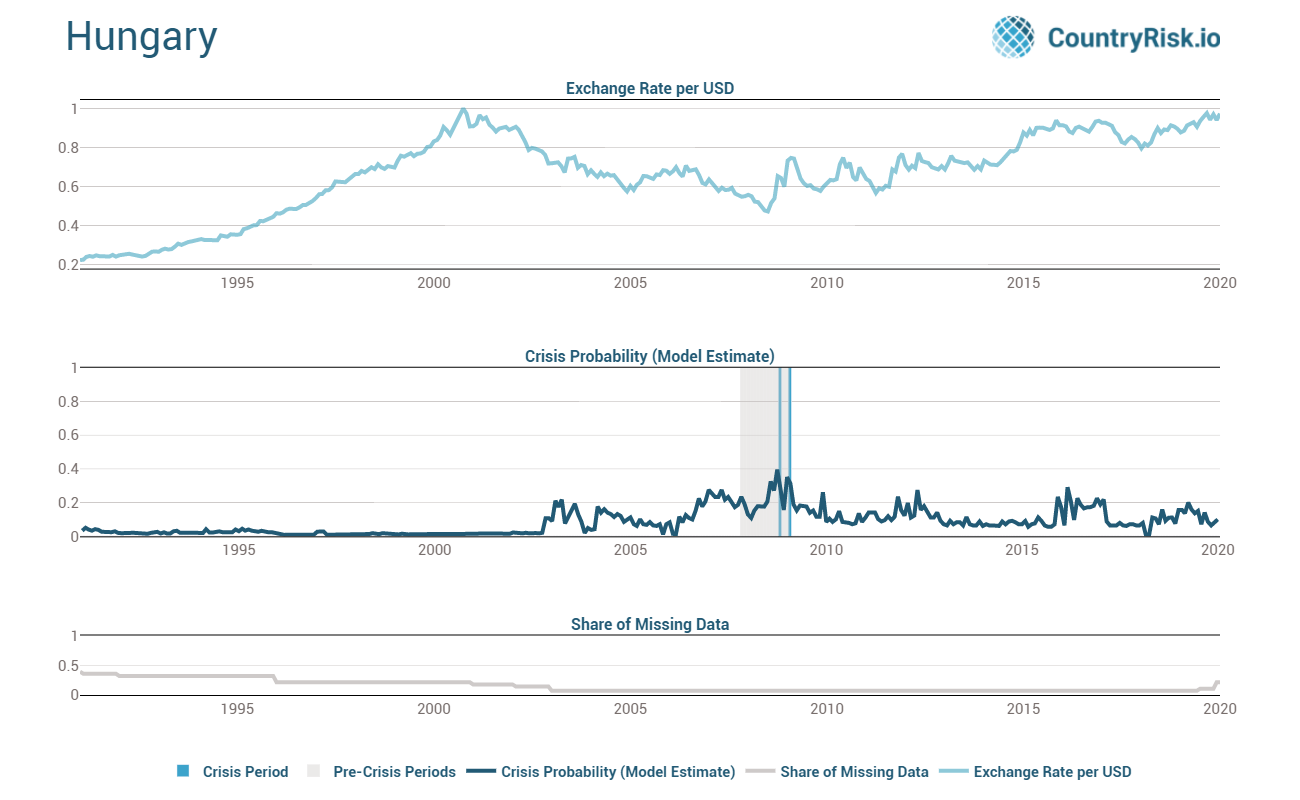 Hungary
CountryRisk.io
Exchange Rate per USD
1
0.8
0.6
0.4
0.2
1995 2000 2005 2010 2015 2020
Crisis Probability (Model Estimate)
1
0.8
0.6
0.4
0.2
0
1995 2000 2005 2010 2015 2020
Share of Missing Data
1
0.5
0
1995 2000 2005 2010 2015 2020
Crisis Period Pre-Crisis Periods Crisis Probability (Model Estimate) Share of Missing Data Exchange Rate per USD